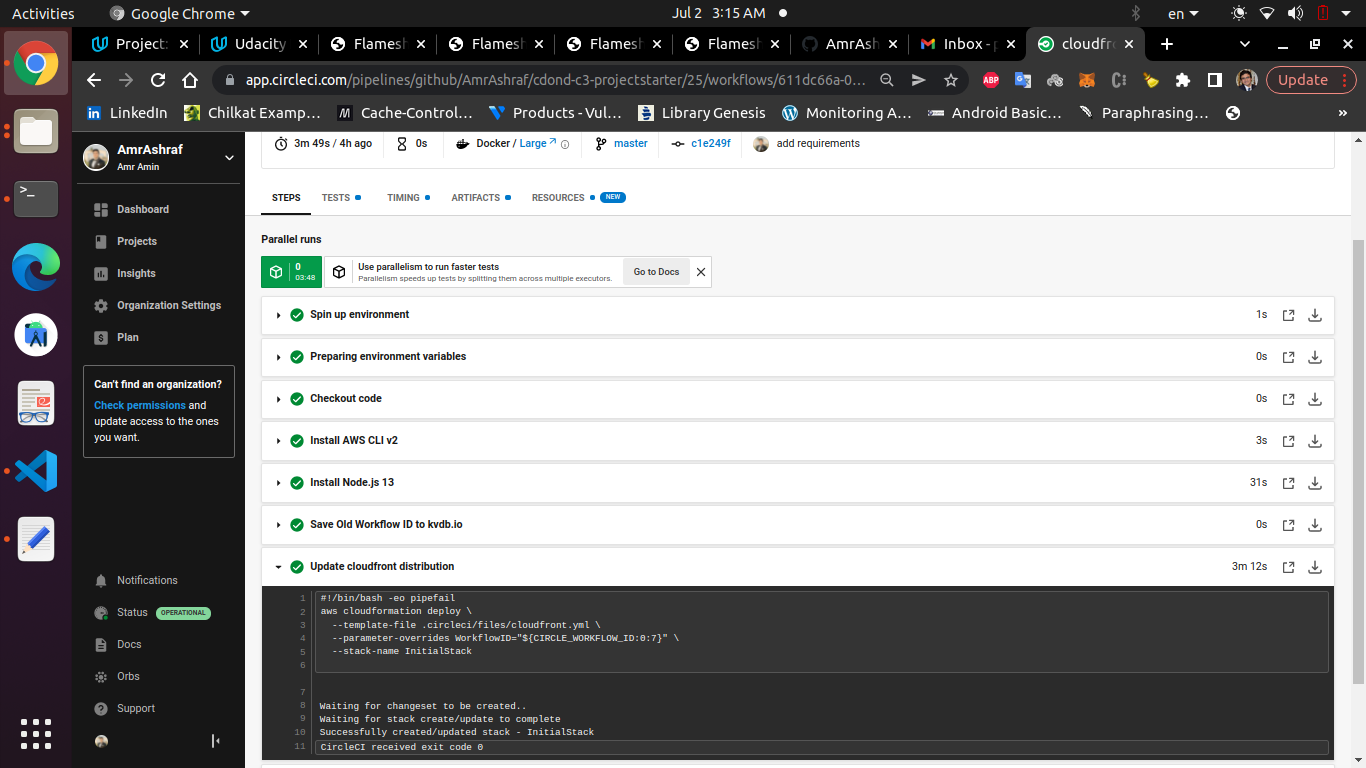 Activities
Google Chrome
Jul 2 3:15 AM
en
Project:
Udacity
Flamesh
Flamesh
Flamesh
Flamesh
AmrAsh
Inbox - p
cloudfro
app.circleci.com/pipelines/github/AmrAshraf/cdond-c3-projectstarter/25/workflows/611dc66a-0…
ABP
Update
LinkedIn
Chilkat Examp…
Cache-Control…
Products - Vul…
Library Genesis
Monitoring A…
Android Basic…
Paraphrasing…
»
AmrAshraf
Amr Amin
3m 49s / 4h ago
0s
Docker / Large
master
c1e249f
add requirements
STEPS
TESTS
TIMING
ARTIFACTS
RESOURCES
NEW
Dashboard
Projects
Insights
Organization Settings
Plan
Can't find an organization?
Check permissions and
update access to the ones
you want.
Notifications
Status
OPERATIONAL
Docs
Orbs
Support
Parallel runs
0
03:48
Use parallelism to run faster tests
Parallelism speeds up tests by splitting them across multiple executors.
Go to Docs
Spin up environment
1s
Preparing environment variables
0s
Checkout code
0s
Install AWS CLI v2
3s
Install Node.js 13
31s
Save Old Workflow ID to kvdb.io
0s
Update cloudfront distribution
3m 12s
1 #!/bin/bash -eo pipefail
2 aws cloudformation deploy \
3 --template-file .circleci/files/cloudfront.yml \
4 --parameter-overrides WorkflowID="${CIRCLE_WORKFLOW_ID:0:7}" \
5 --stack-name InitialStack
6
7
8 Waiting for changeset to be created..
9 Waiting for stack create/update to complete
10 Successfully created/updated stack - InitialStack
11 CircleCI received exit code 0